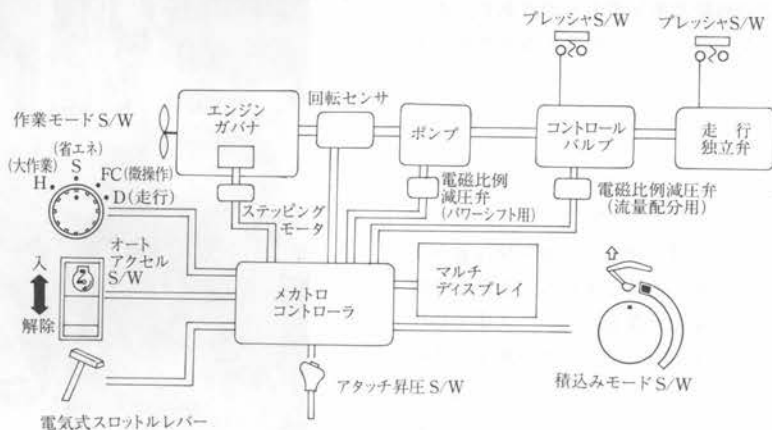 プレッシャS/W
プレッシャS/W
作業モードS/W
エンジン
ガバナ
回転センサ
ポンプ
コントロール
バルブ
走行
独立弁
(省エネ)
(大作業)
S
H
FC(微操作)
D(走行)
ステッピング
モータ
電磁比例
減圧弁
(パワーシフト用)
電磁比例減圧弁
(流量配分用)
オート
アクセル
S/W
入
解除
メカトロ
コントローラ
マルチ
ディスプレイ
アタッチ昇圧S/W
積込みモードS/W
電気式スロットルレバー